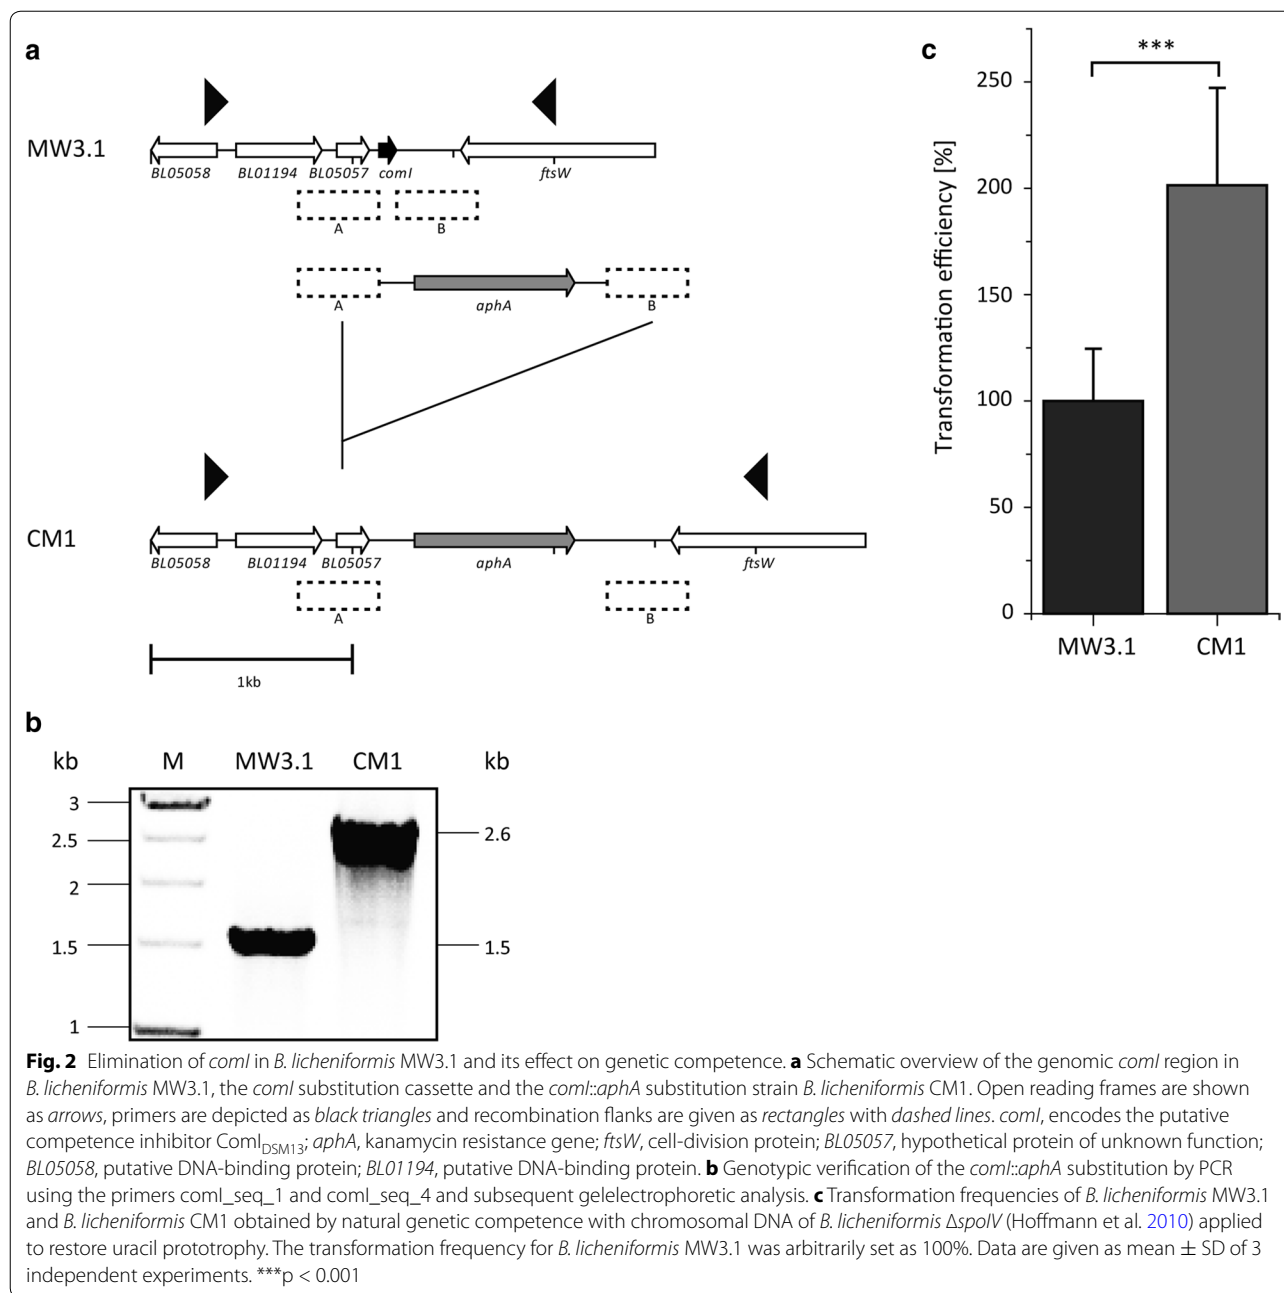 a
MW3.1
BL05058 BL01194 BL05057 comI ftsW
A B
A aphA B
CM1
BL05058 BL01194 BL05057 aphA ftsW
A B
1kb
c
***
Transformation efficiency [%]
250
200
150
100
50
0
MW3.1 CM1
b
kb M MW3.1 CM1 kb
3
2.5
2
1.5
1
2.6
1.5
Fig. 2 Elimination of comI in B. licheniformis MW3.1 and its effect on genetic competence. a Schematic overview of the genomic comI region in
B. licheniformis MW3.1, the comI substitution cassette and the comI::aphA substitution strain B. licheniformis CM1. Open reading frames are shown
as arrows, primers are depicted as black triangles and recombination flanks are given as rectangles with dashed lines. comI, encodes the putative
competence inhibitor ComIDSM13; aphA, kanamycin resistance gene; ftsW, cell-division protein; BL05057, hypothetical protein of unknown function;
BL05058, putative DNA-binding protein; BL01194, putative DNA-binding protein. b Genotypic verification of the comI::aphA substitution by PCR
using the primers comI_seq_1 and comI_seq_4 and subsequent gelelectrophoretic analysis. c Transformation frequencies of B. licheniformis MW3.1
and B. licheniformis CM1 obtained by natural genetic competence with chromosomal DNA of B. licheniformis ΔspoIV (Hoffmann et al. 2010) applied
to restore uracil prototrophy. The transformation frequency for B. licheniformis MW3.1 was arbitrarily set as 100%. Data are given as mean ± SD of 3
independent experiments. ***p < 0.001